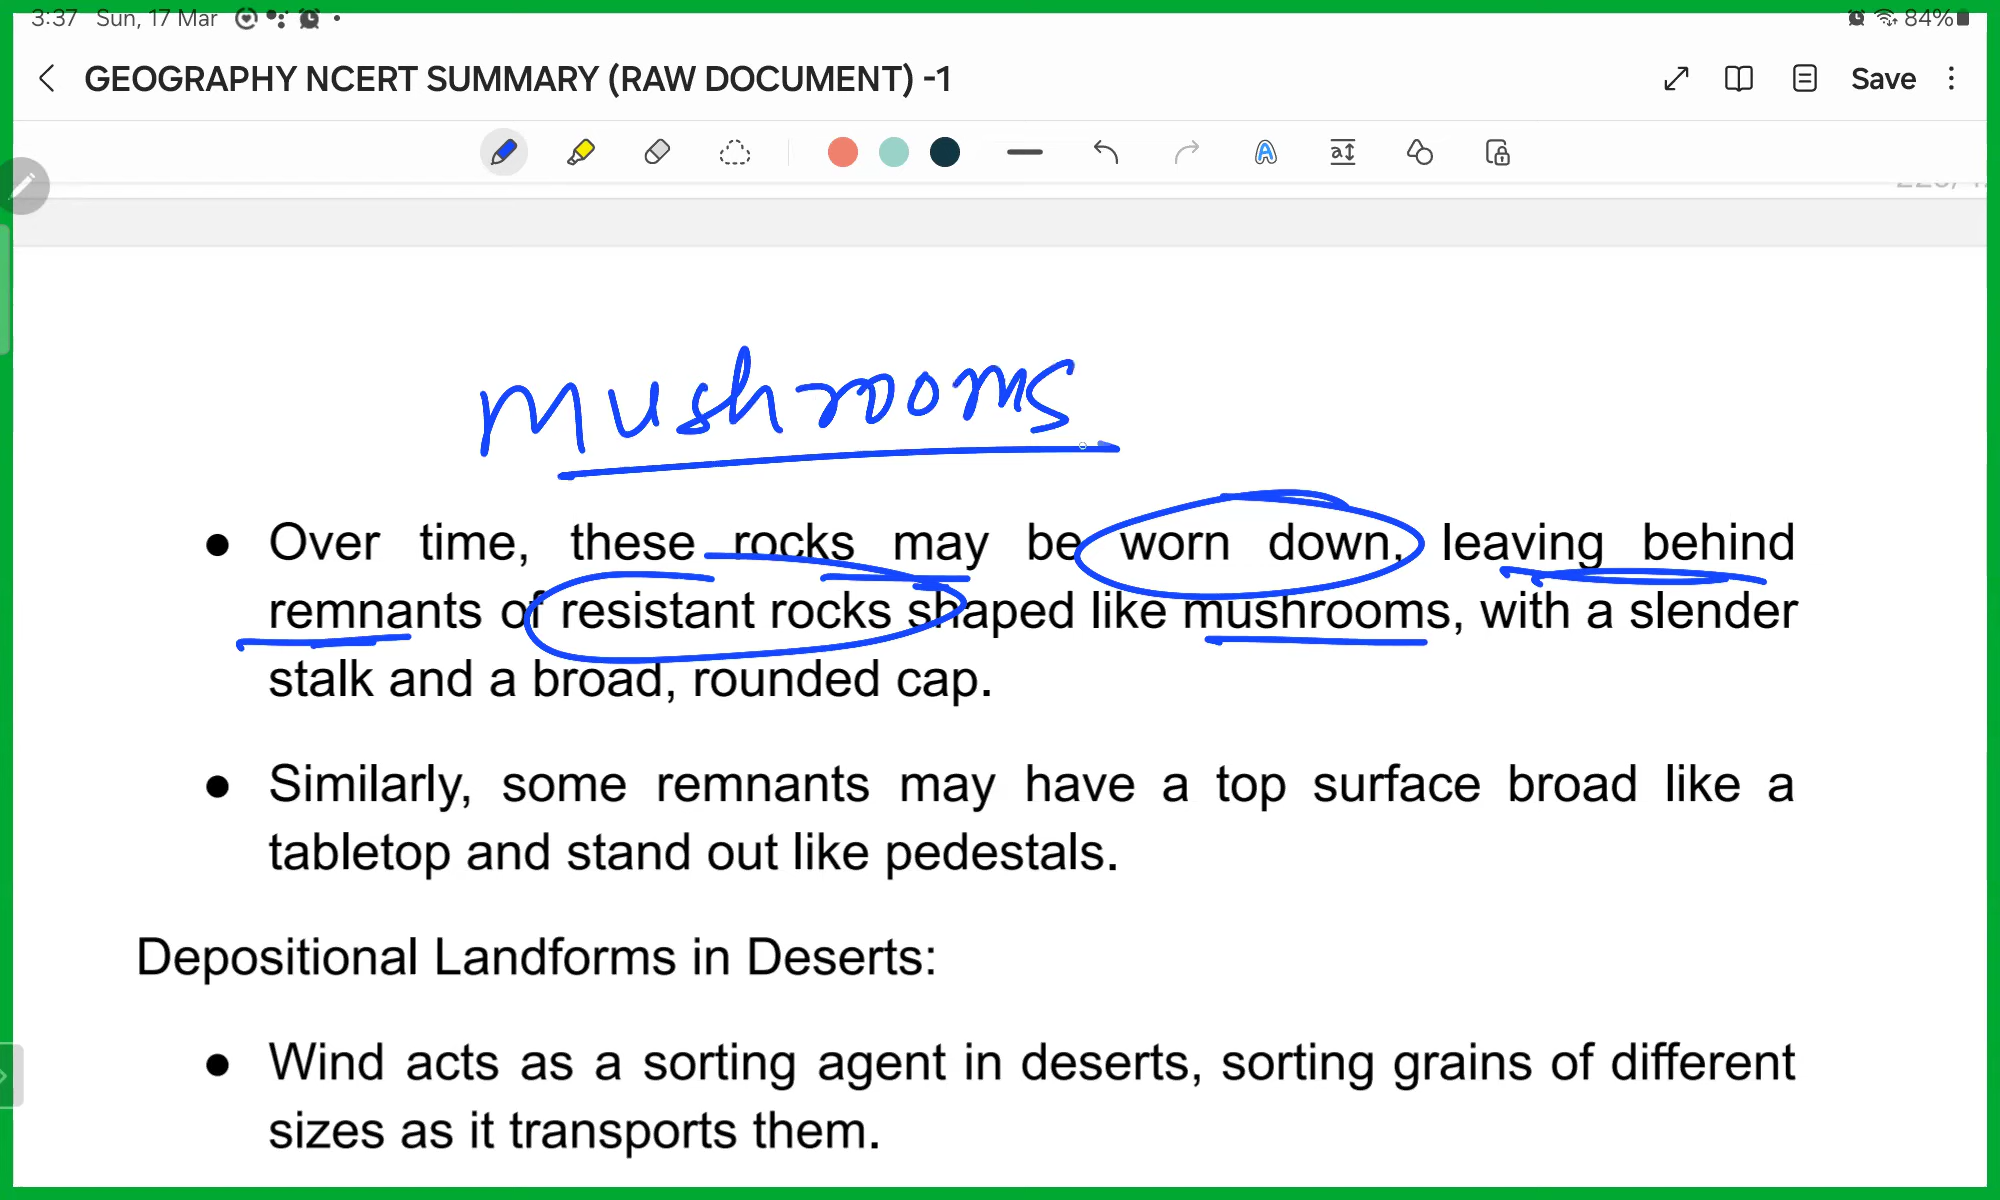 3:37 Sun, 17 Mar
84%
GEOGRAPHY NCERT SUMMARY (RAW DOCUMENT) -1
Save
Mushrooms
● Over time, these rocks may be worn down, leaving behind
remnants of resistant rocks shaped like mushrooms, with a slender
stalk and a broad, rounded cap.
● Similarly, some remnants may have a top surface broad like a
tabletop and stand out like pedestals.
Depositional Landforms in Deserts:
● Wind acts as a sorting agent in deserts, sorting grains of different
sizes as it transports them.